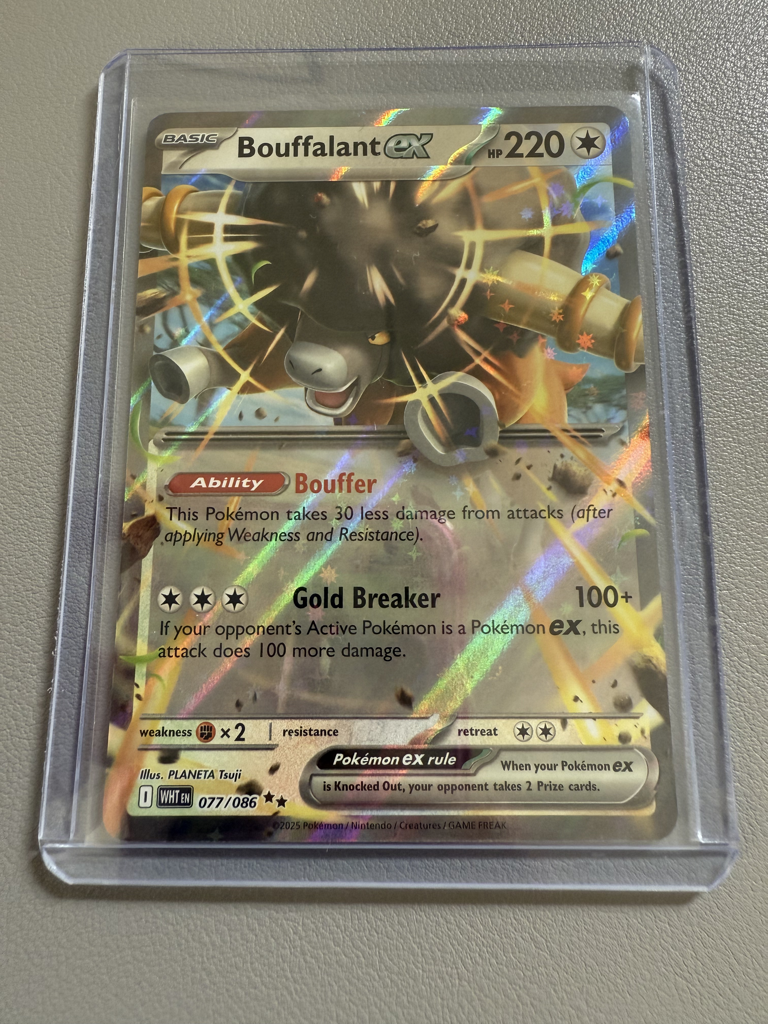 BASIC Bouffalant ex HP 220
Ability Bouffer
This Pokémon takes 30 less damage from attacks (after
applying Weakness and Resistance).
Gold Breaker 100+
If your opponent's Active Pokémon is a Pokémon ex, this
attack does 100 more damage.
weakness ×2 resistance retreat
Illus. PLANETA Tsuji
I WHT EN 077/086
Pokémon ex rule When your Pokémon ex
is Knocked Out, your opponent takes 2 Prize cards.
©2025 Pokémon / Nintendo / Creatures / GAME FREAK